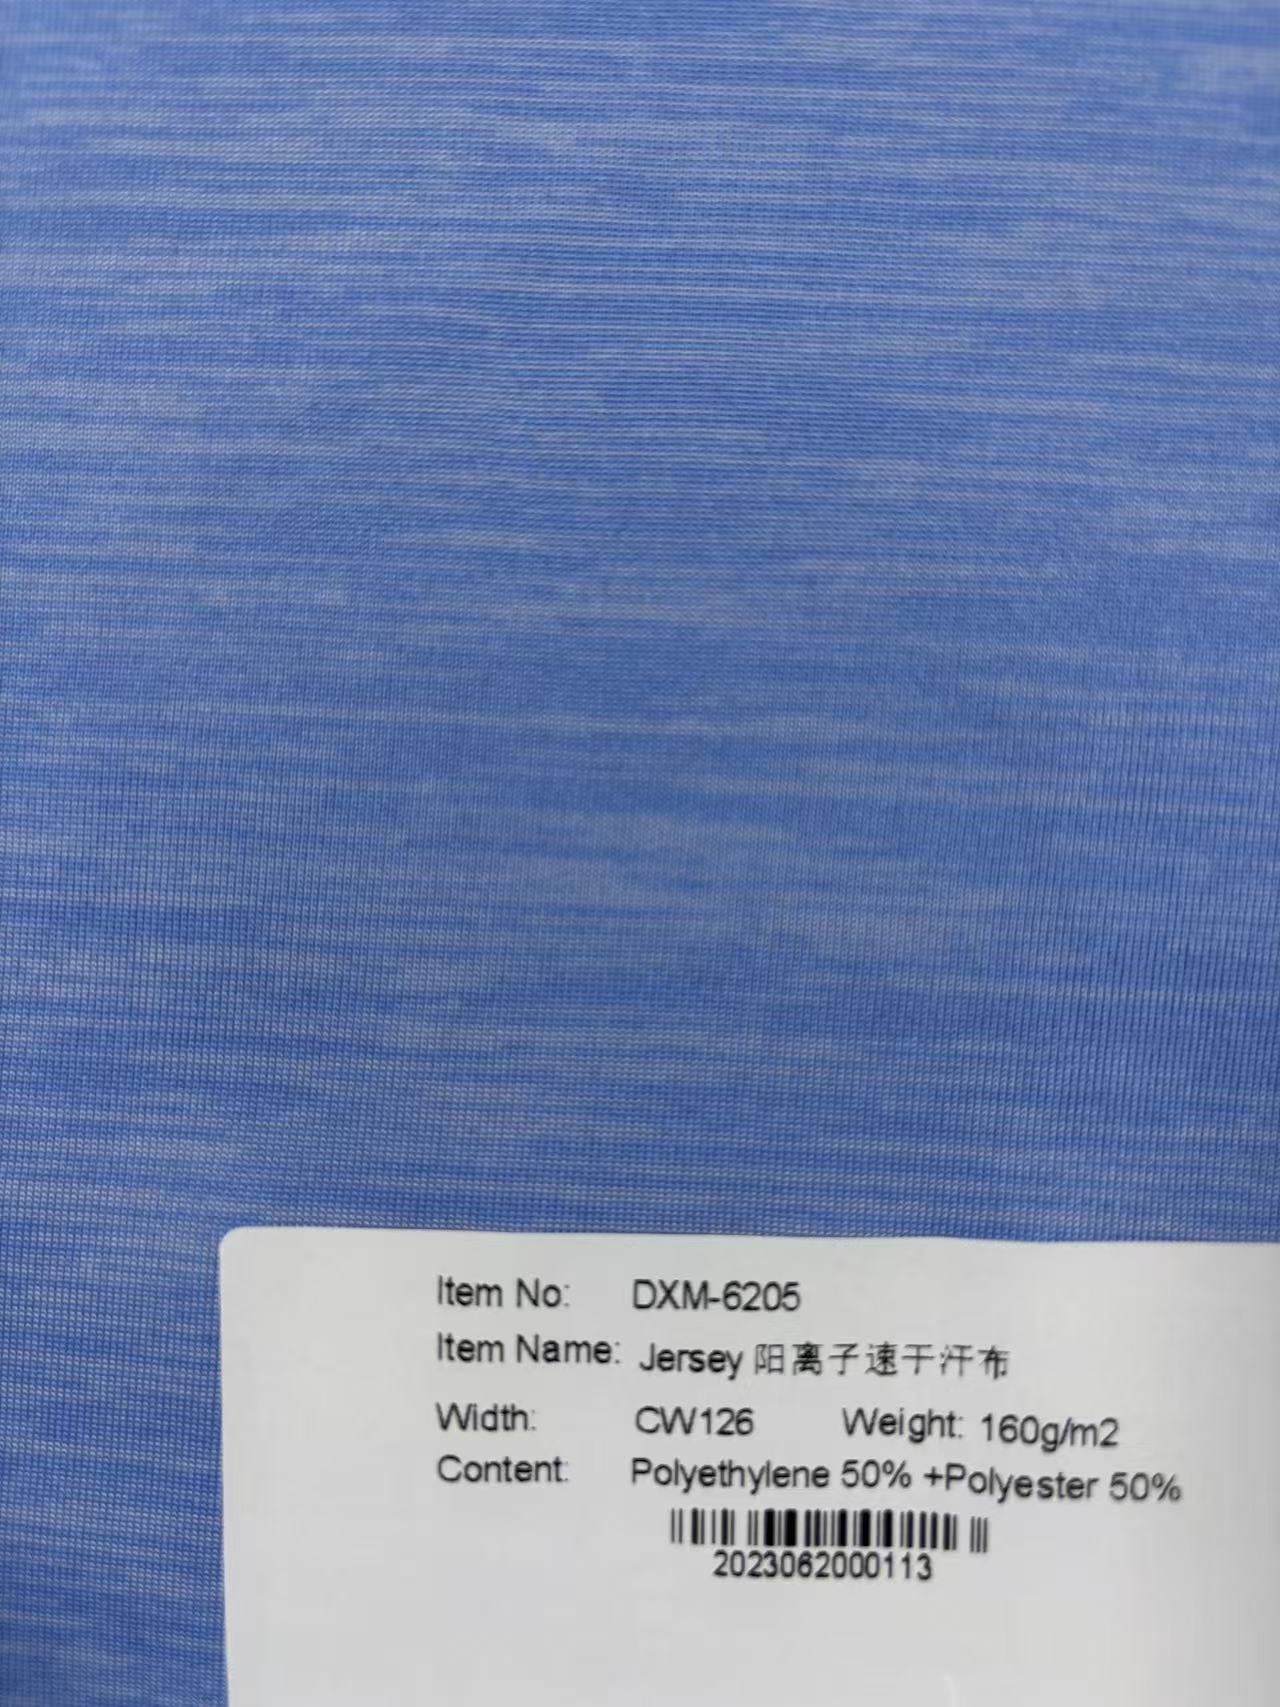 Item No: DXM-6205
Item Name: Jersey 阳离子速干汗布
Width: CW126 Weight: 160g/m2
Content: Polyethylene 50% +Polyester 50%
2023062000113